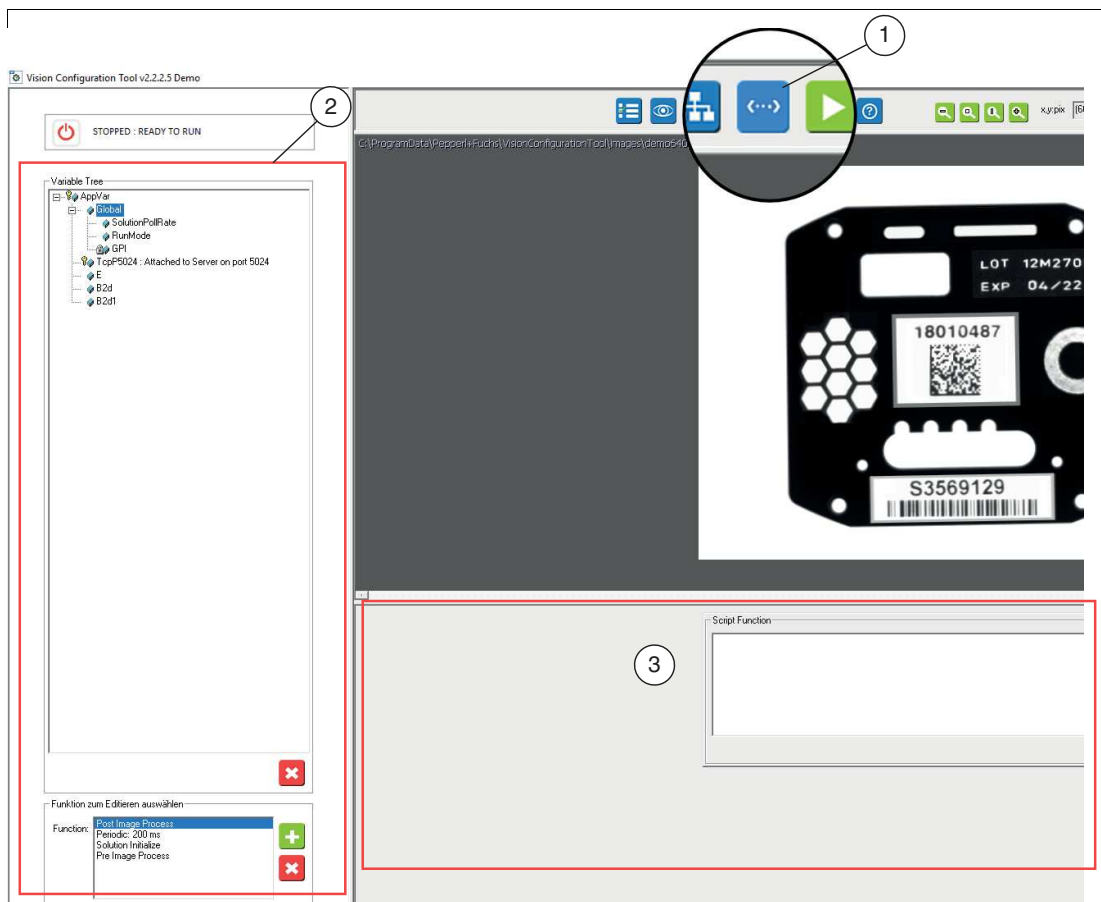 1
Vision Configuration Tool v2.2.2.5 Demo
2
STOPPED : READY TO RUN
x,y:pix
C:\ProgramData\Pepperl+Fuchs\VisionConfigurationTool\Images\demo640
Variable Tree
AppVar
Global
SolutionPollRate
RunMode
GPI
TcpP5024 : Attached to Server on port 5024
E
B2d
B2d1
LOT 12M270
EXP 04/22
18010487
S3569129
Script Function
3
Funktion zum Editieren auswählen
Function:
Post Image Process
Periodic: 200 ms
Solution Initialize
Pre Image Process